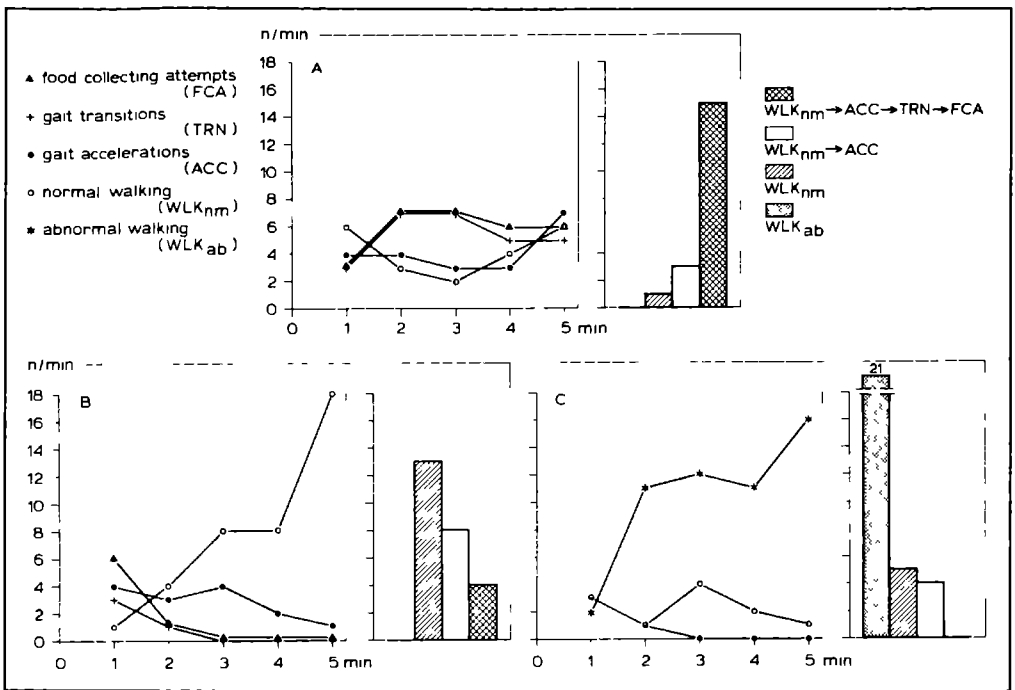 n/min
A
▲ food collecting attempts
(FCA)
+ gait transitions
(TRN)
● gait accelerations
(ACC)
○ normal walking
(WLKnm)
* abnormal walking
(WLKab)
18
16
14
12
10
8
6
4
2
0
0 1 2 3 4 5 min
WLKnm→ACC→TRN→FCA
WLKnm→ACC
WLKnm
WLKab
n/min
B
18
16
14
12
10
8
6
4
2
0
0 1 2 3 4 5 min
C
21
0 1 2 3 4 5 min